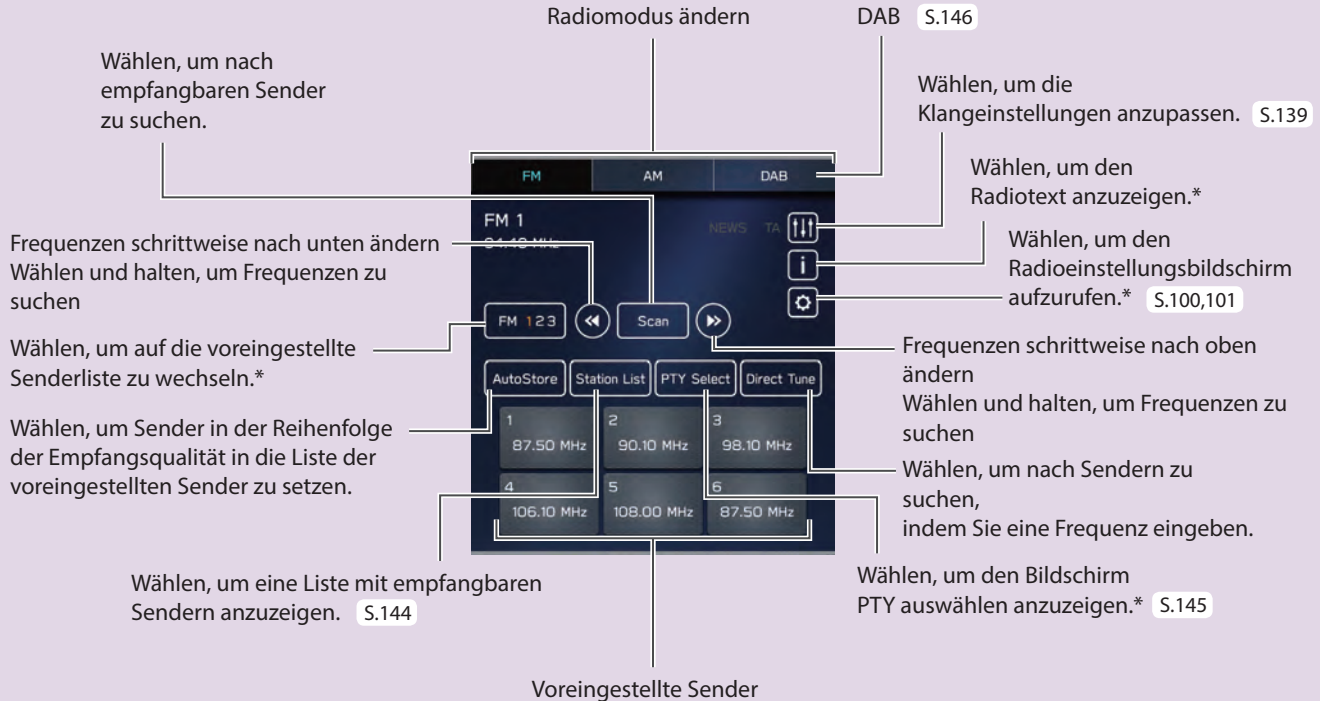 Radiomodus ändern
DAB S.146
Wählen, um nach
empfangbaren Sender
zu suchen.
Wählen, um die
Klangeinstellungen anzupassen. S.139
Wählen, um den
Radiotext anzuzeigen.*
Wählen, um den
Radioeinstellungsbildschirm
aufzurufen.* S.100,101
Frequenzen schrittweise nach unten ändern
Wählen und halten, um Frequenzen zu
suchen
Wählen, um auf die voreingestellte
Senderliste zu wechseln.*
Wählen, um Sender in der Reihenfolge
der Empfangsqualität in die Liste der
voreingestellten Sender zu setzen.
FM AM DAB
FM 1
NEWS TA
MHz
i
FM 123 Scan
AutoStore Station List PTY Select Direct Tune
1 2 3
87.50 MHz 90.10 MHz 98.10 MHz
4 5 6
106.10 MHz 108.00 MHz 87.50 MHz
Frequenzen schrittweise nach oben
ändern
Wählen und halten, um Frequenzen zu
suchen
Wählen, um nach Sendern zu
suchen,
indem Sie eine Frequenz eingeben.
Wählen, um eine Liste mit empfangbaren
Sendern anzuzeigen. S.144
Wählen, um den Bildschirm
PTY auswählen anzuzeigen.* S.145
Voreingestellte Sender